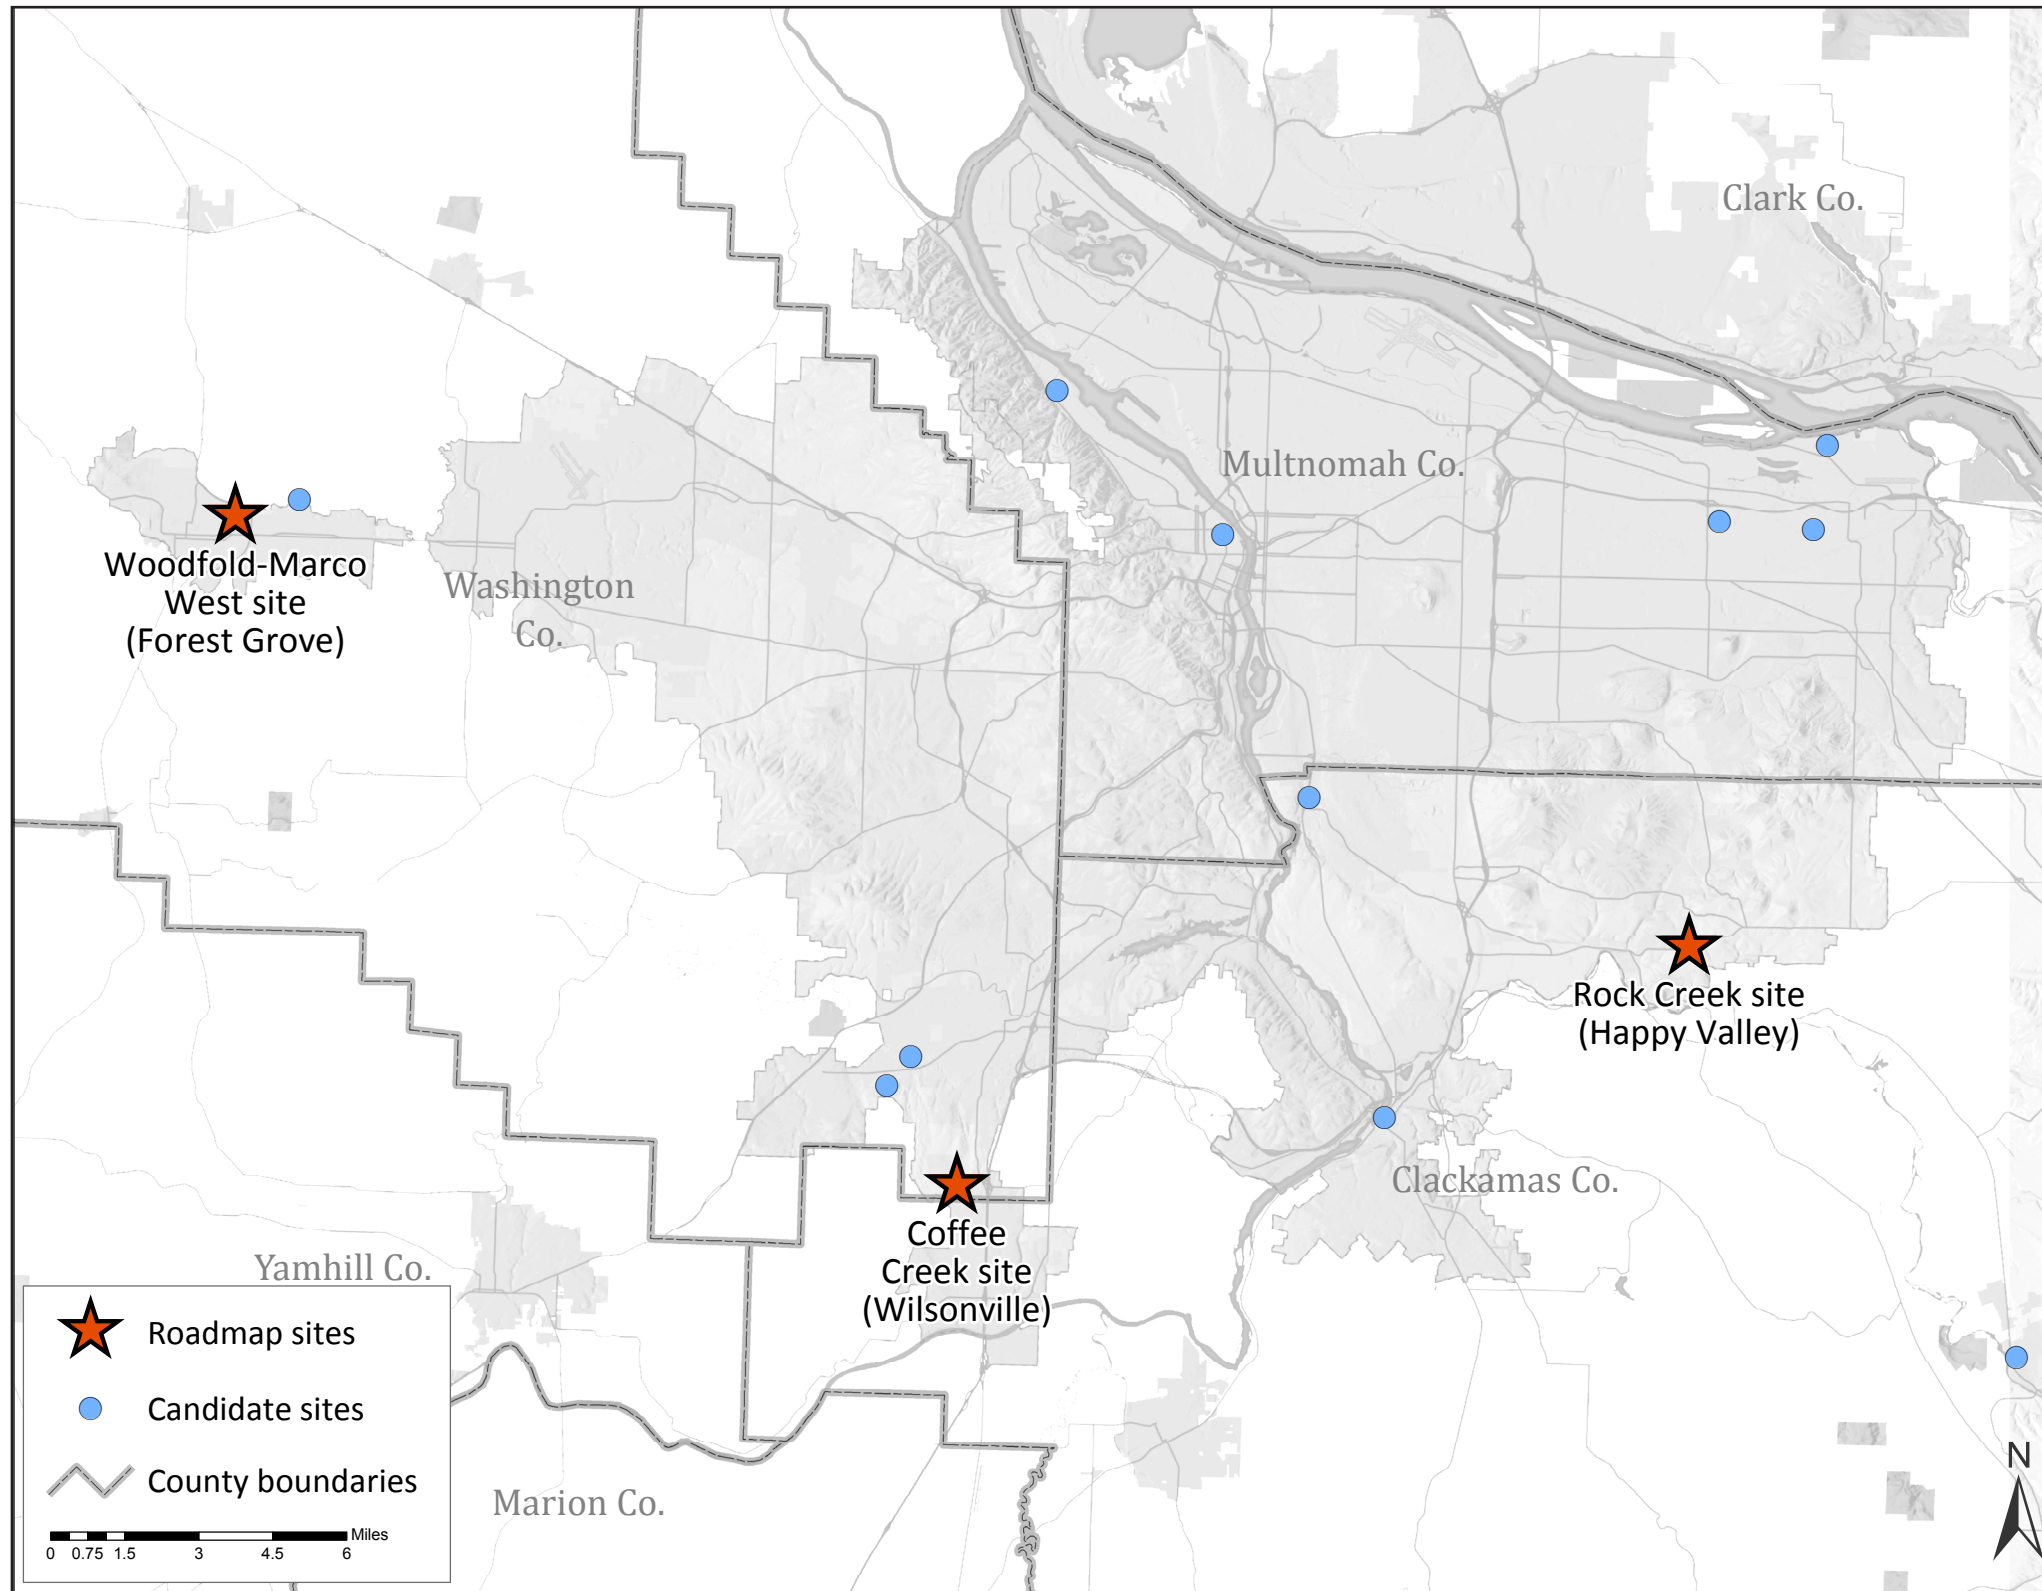 Clark Co.
Multnomah Co.
Woodfold-Marco
West site
(Forest Grove)
Washington
Co.
Rock Creek site
(Happy Valley)
Clackamas Co.
Coffee
Creek site
(Wilsonville)
Yamhill Co.
Marion Co.
Roadmap sites
Candidate sites
County boundaries
Miles
0 0.75 1.5 3 4.5 6
N